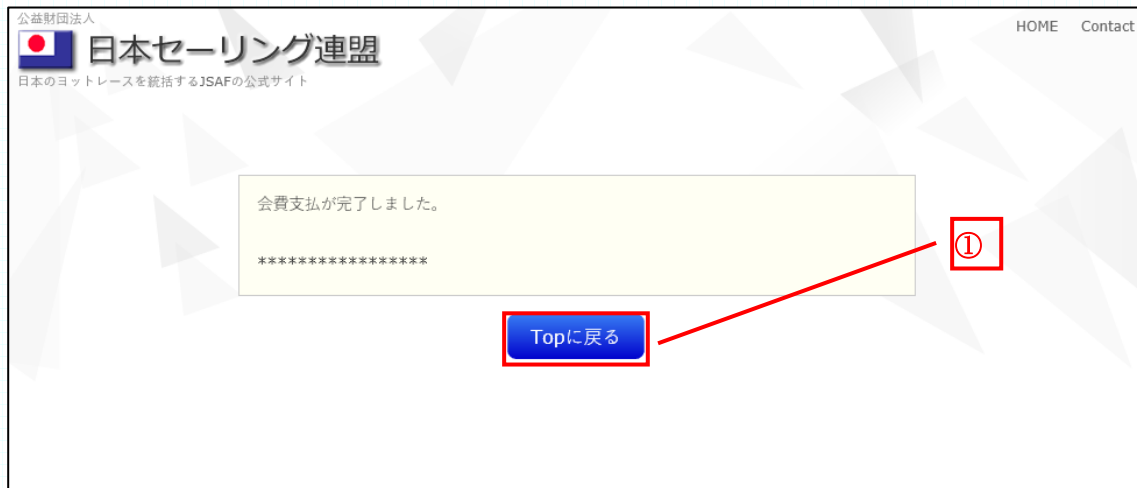 公益財団法人
日本セーリング連盟
日本のヨットレースを統括するJSAFの公式サイト
HOME Contact
会費支払が完了しました。
*****************
①
Topに戻る